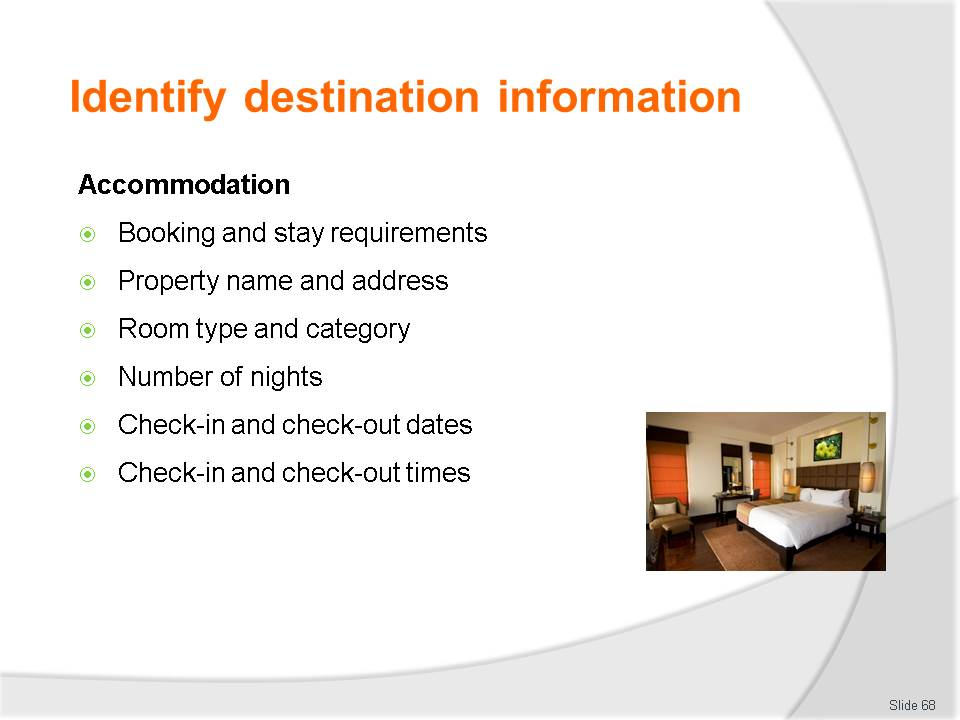 Identify destination information
Accommodation
Booking and stay requirements
Property name and address
Room type and category
Number of nights
Check-in and check-out dates
Check-in and check-out times
Slide 68